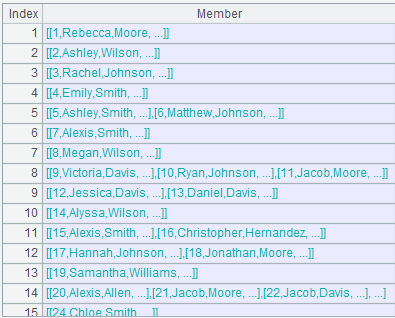 Index Member
1 [[1,Rebecca,Moore, ...]]
2 [[2,Ashley,Wilson, ...]]
3 [[3,Rachel,Johnson, ...]]
4 [[4,Emily,Smith, ...]]
5 [[5,Ashley,Smith, ...],[6,Matthew,Johnson, ...]]
6 [[7,Alexis,Smith, ...]]
7 [[8,Megan,Wilson, ...]]
8 [[9,Victoria,Davis, ...],[10,Ryan,Johnson, ...],[11,Jacob,Moore, ...]]
9 [[12,Jessica,Davis, ...],[13,Daniel,Davis, ...]]
10 [[14,Alyssa,Wilson, ...]]
11 [[15,Alexis,Smith, ...],[16,Christopher,Hernandez, ...]]
12 [[17,Hannah,Johnson, ...],[18,Jonathan,Moore, ...]]
13 [[19,Samantha,Williams, ...]]
14 [[20,Alexis,Allen, ...],[21,Jacob,Moore, ...],[22,Jacob,Davis, ...], ...]
15 [[24,Chloe,Smith, ...]]